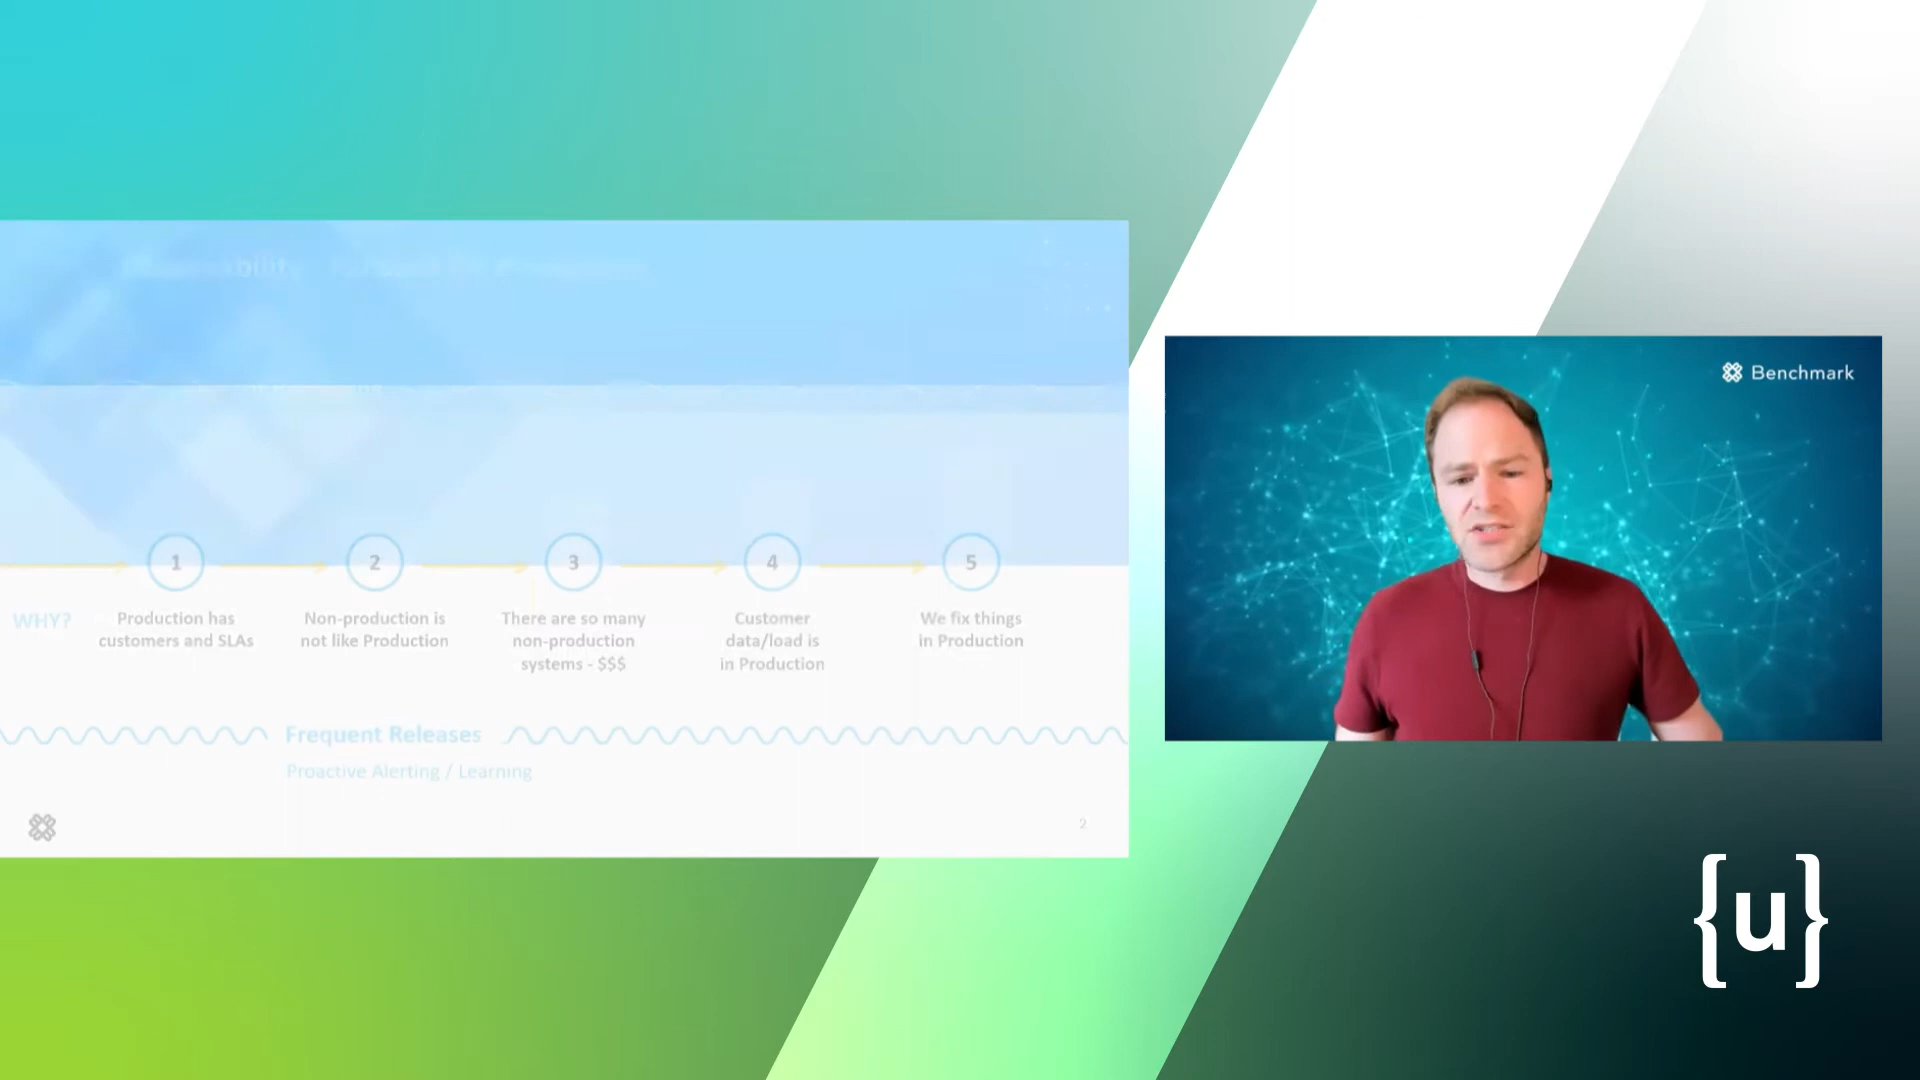 1
2
3
4
5
WHY?
Production has
customers and SLAs
Non-production is
not like Production
There are so many
non-production
systems - $$$
Customer
data/load is
in Production
We fix things
in Production
Frequent Releases
Proactive Alerting / Learning
2
Benchmark
{u}